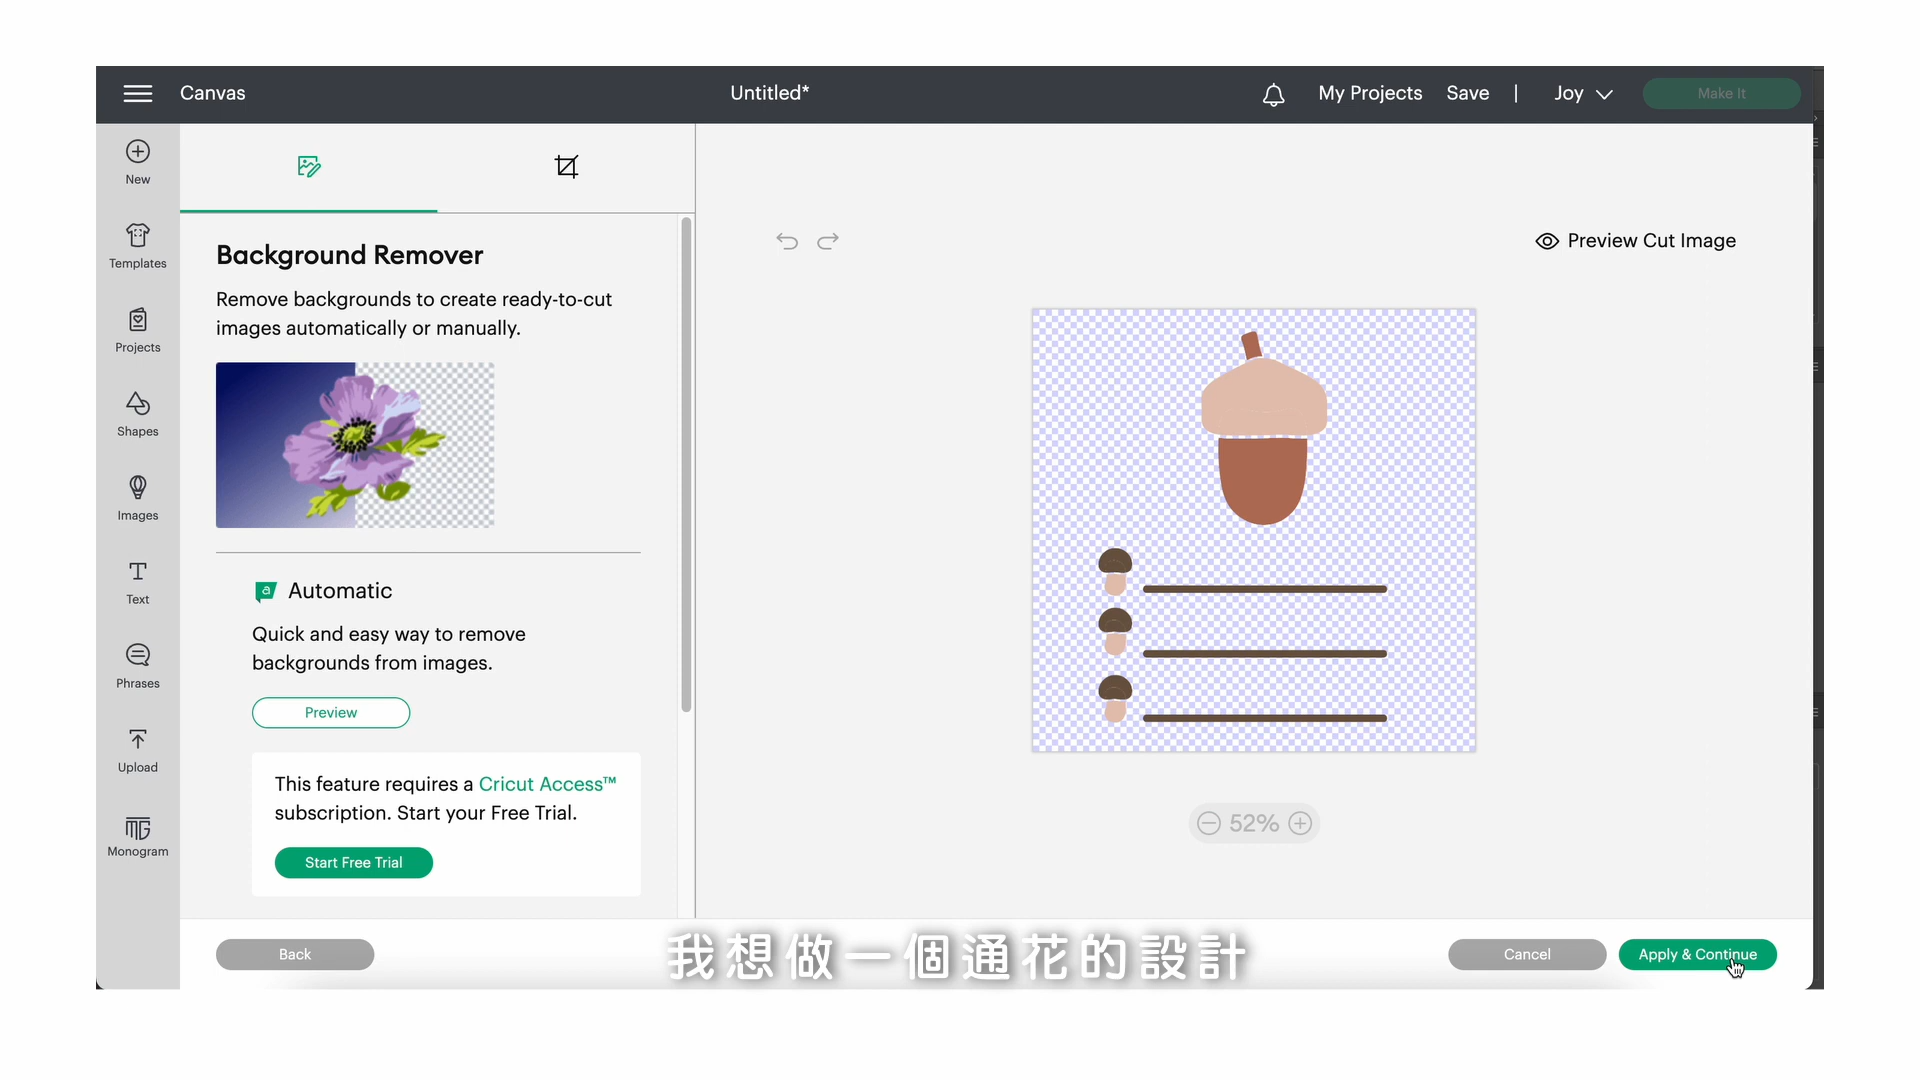 Canvas
Untitled*
My Projects
Save
|
Joy
Make It
New
Templates
Projects
Shapes
Images
Text
Phrases
Upload
Monogram
Background Remover
Remove backgrounds to create ready-to-cut
images automatically or manually.
a Automatic
Quick and easy way to remove
backgrounds from images.
Preview
This feature requires a Cricut Access™
subscription. Start your Free Trial.
Start Free Trial
Preview Cut Image
52%
Back
我想做一個通花的設計
Cancel
Apply & Continue